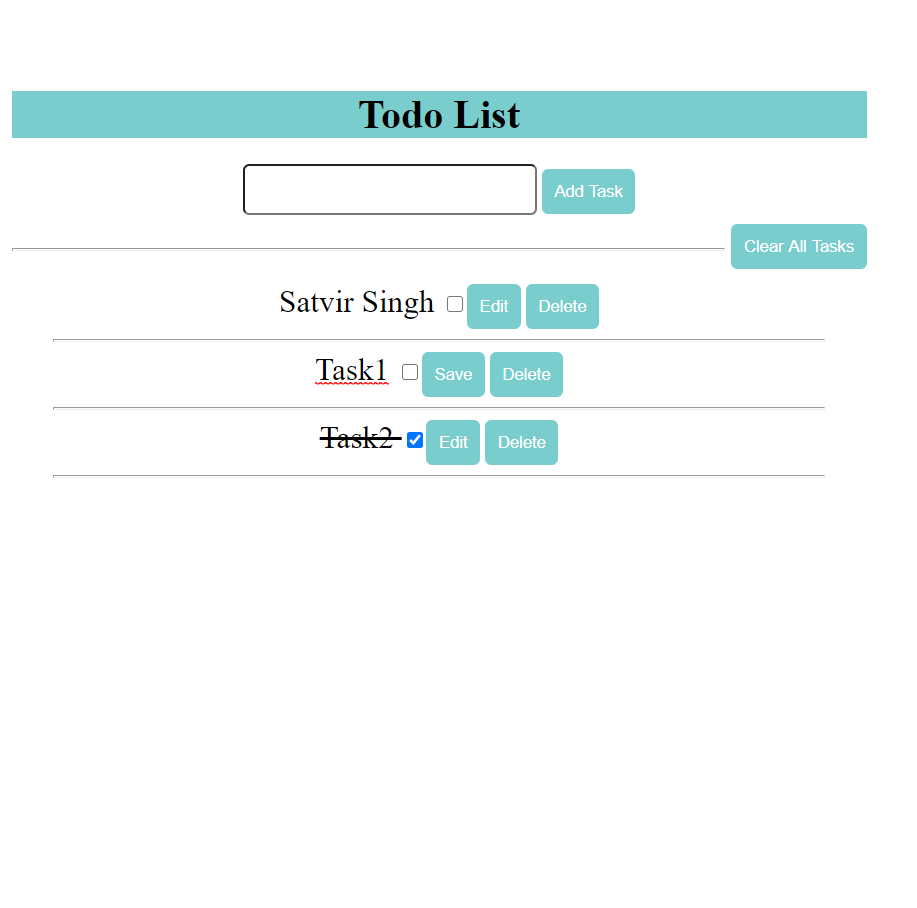 Todo List
Add Task
Clear All Tasks
Satvir Singh Edit Delete
Task1 Save Delete
Task2 Edit Delete